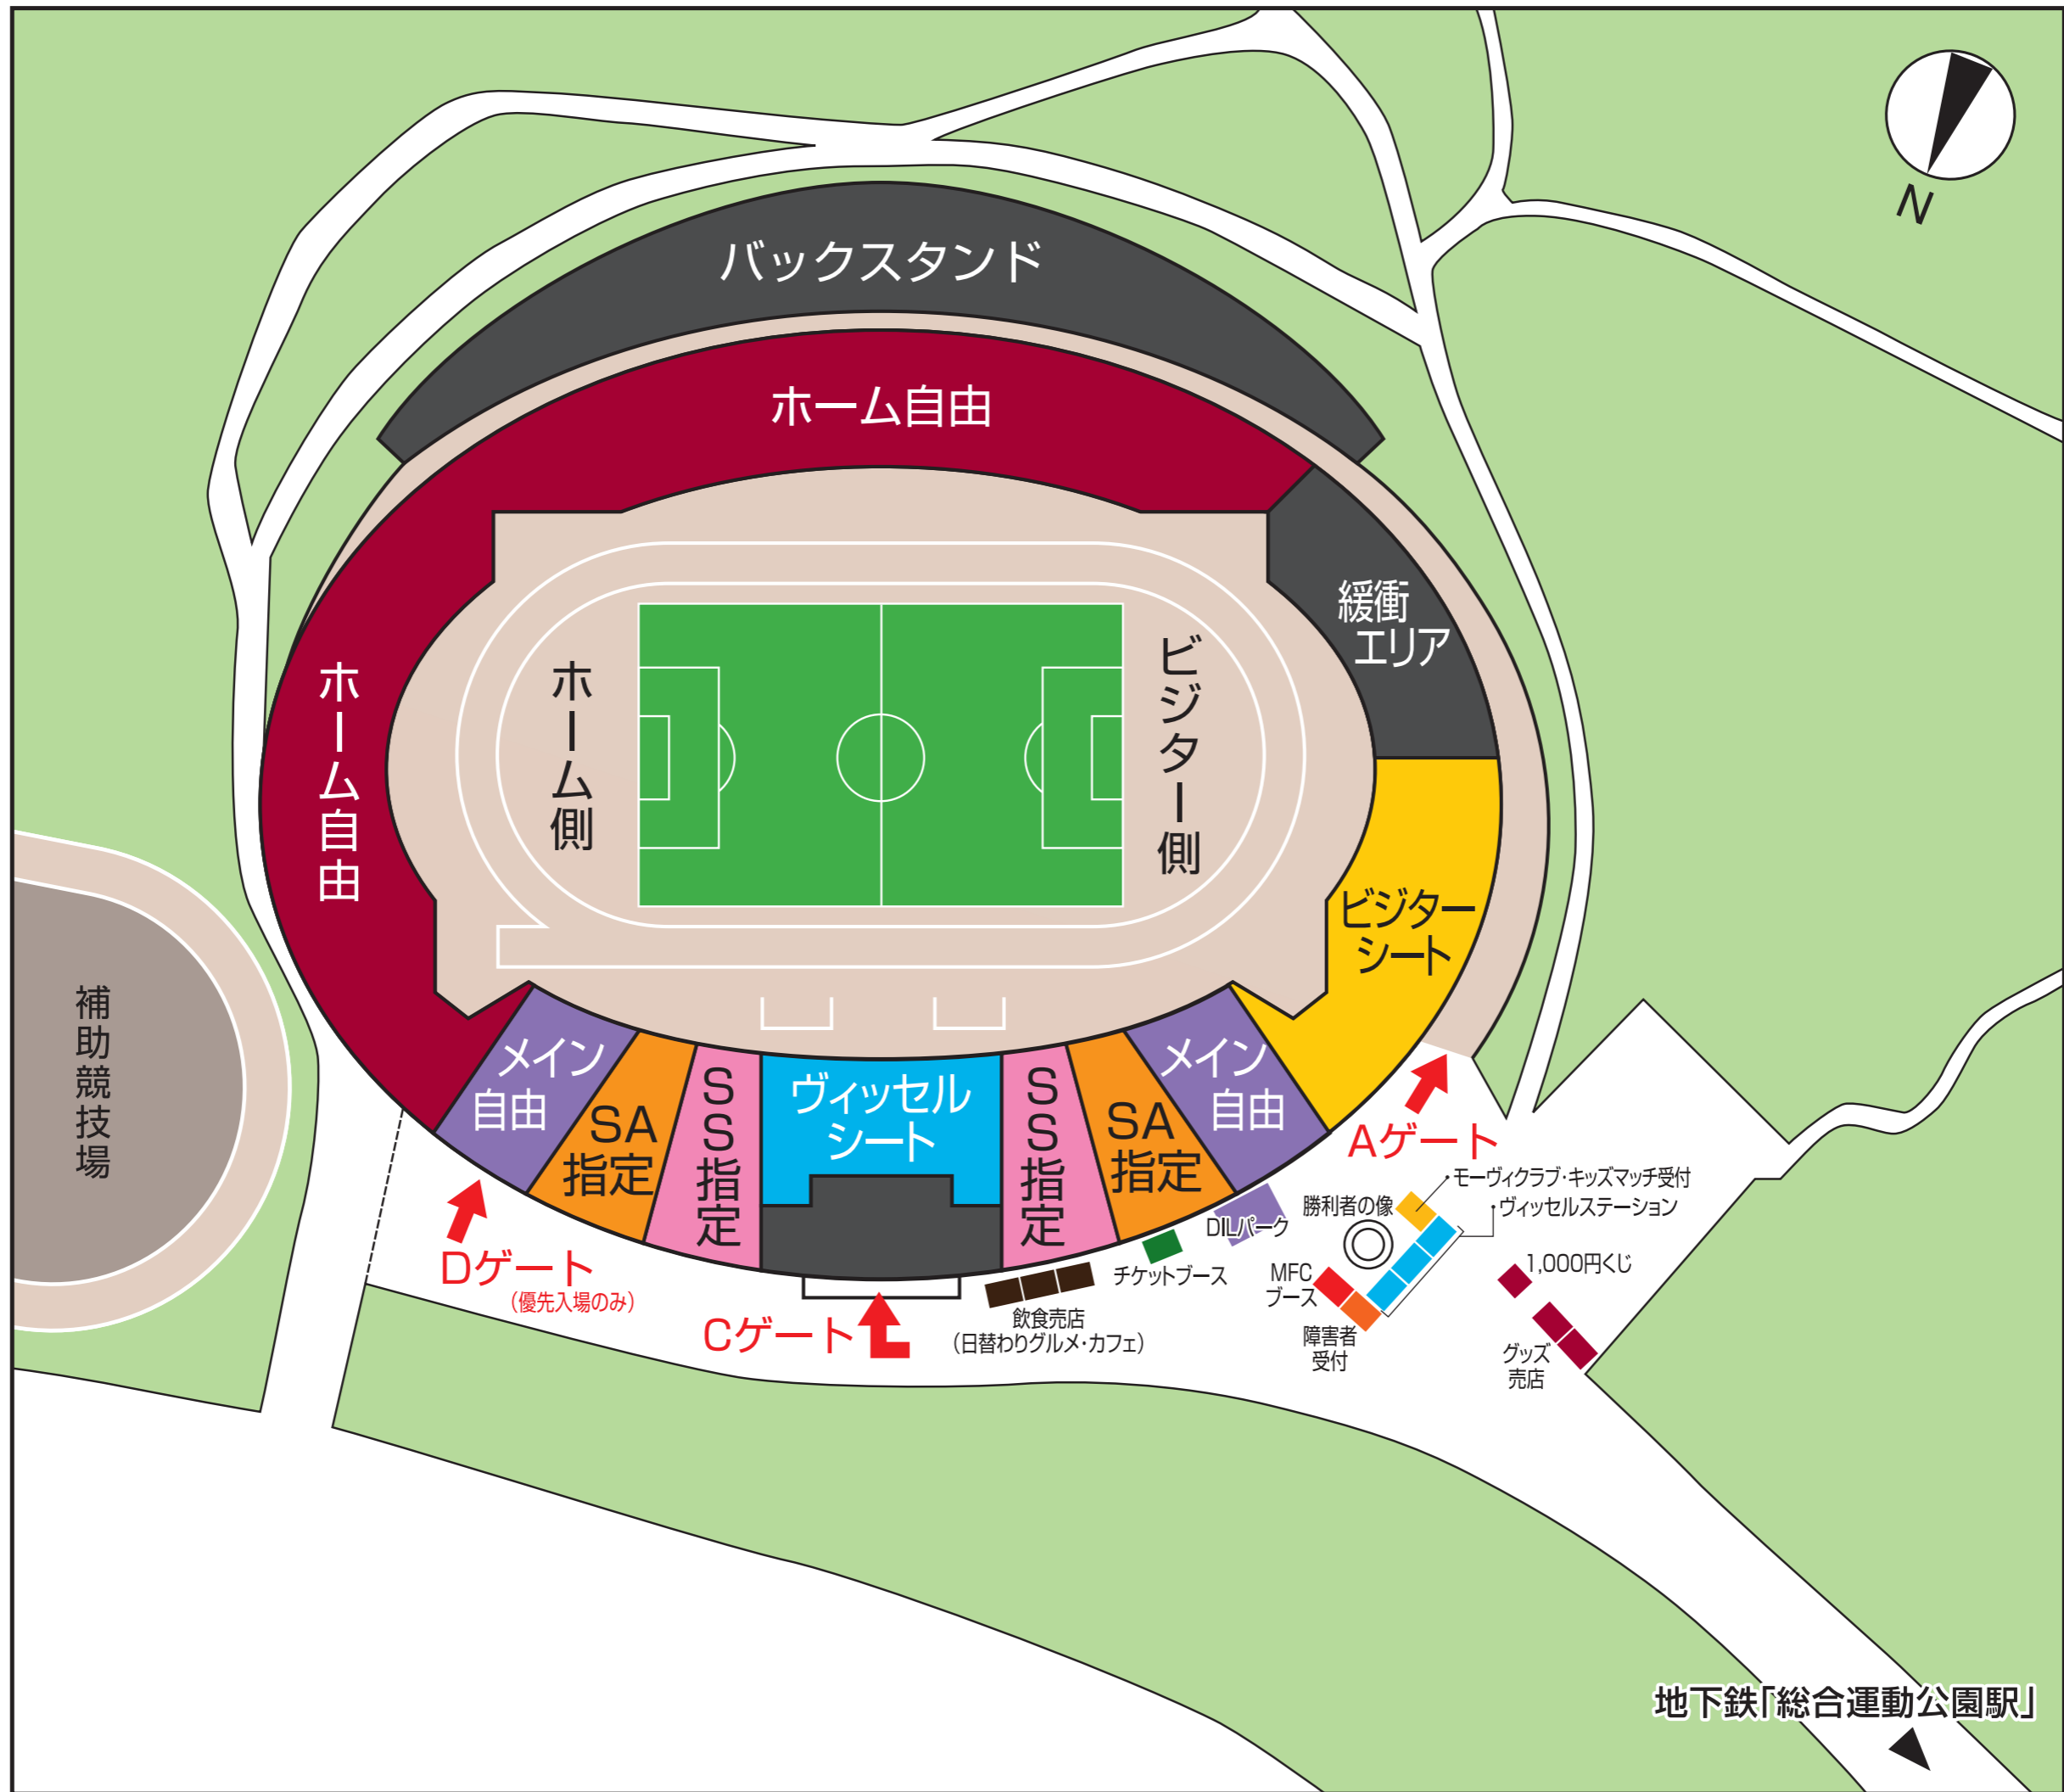 N
バックスタンド
ホーム自由
緩衝
エリア
ホーム自由
ホーム側
ビジター側
ビジター
シート
補助競技場
メイン
自由
SA
指定
SS指定
ヴィッセル
シート
SS指定
SA
指定
メイン
自由
Aゲート
モーヴィクラブ・キッズマッチ受付
勝利者の像
ヴィッセルステーション
DILパーク
Dゲート
（優先入場のみ）
チケットブース
MFC
ブース
1,000円くじ
Cゲート
飲食売店
（日替わりグルメ・カフェ）
障害者
受付
グッズ
売店
地下鉄「総合運動公園駅」